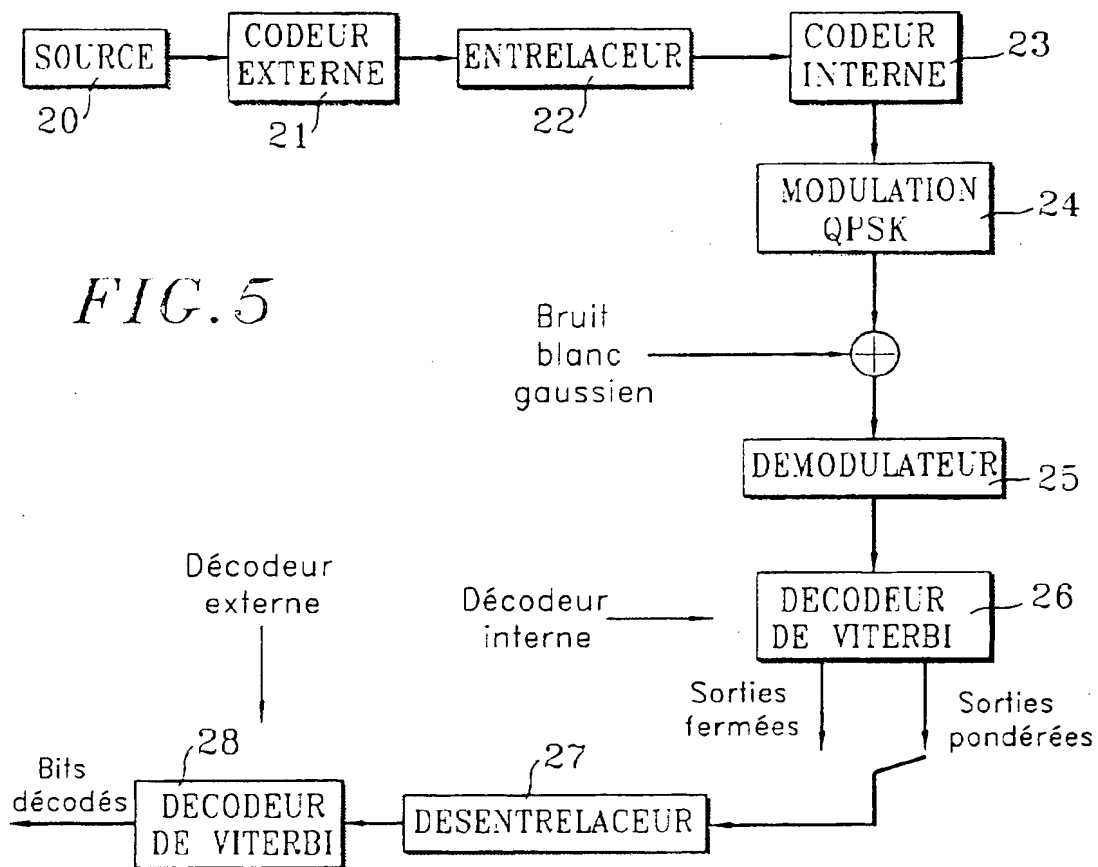 SOURCE
20
CODEUR
EXTERNE
21
ENTRELACEUR
22
CODEUR
INTERNE
23
MODULATION
QPSK
24
FIG.5
Bruit
blanc
gaussien
DEMODULATEUR
25
Décodeur
externe
Décodeur
interne
DECODEUR
DE VITERBI
26
Sorties
fermées
Sorties
pondérées
Bits
décodés
28
DECODEUR
DE VITERBI
27
DESENTRELACEUR